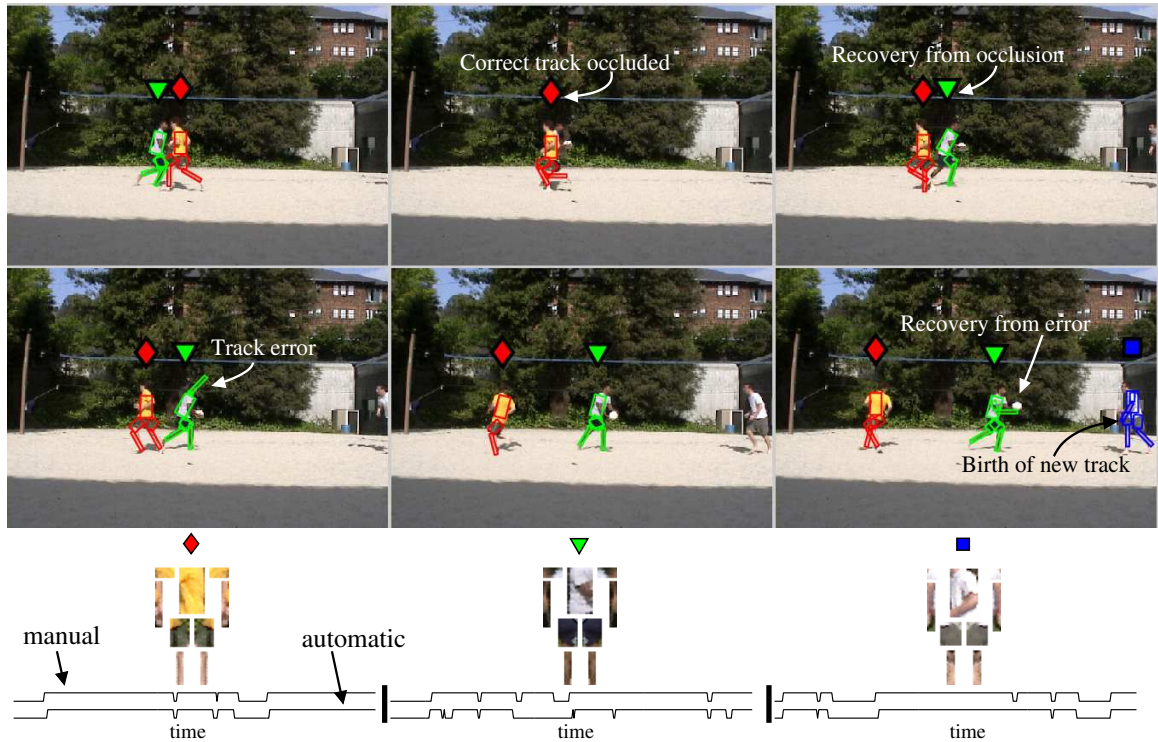 Correct track occluded
Recovery from occlusion
Track error
Recovery from error
Birth of new track
manual
automatic
time
time
time